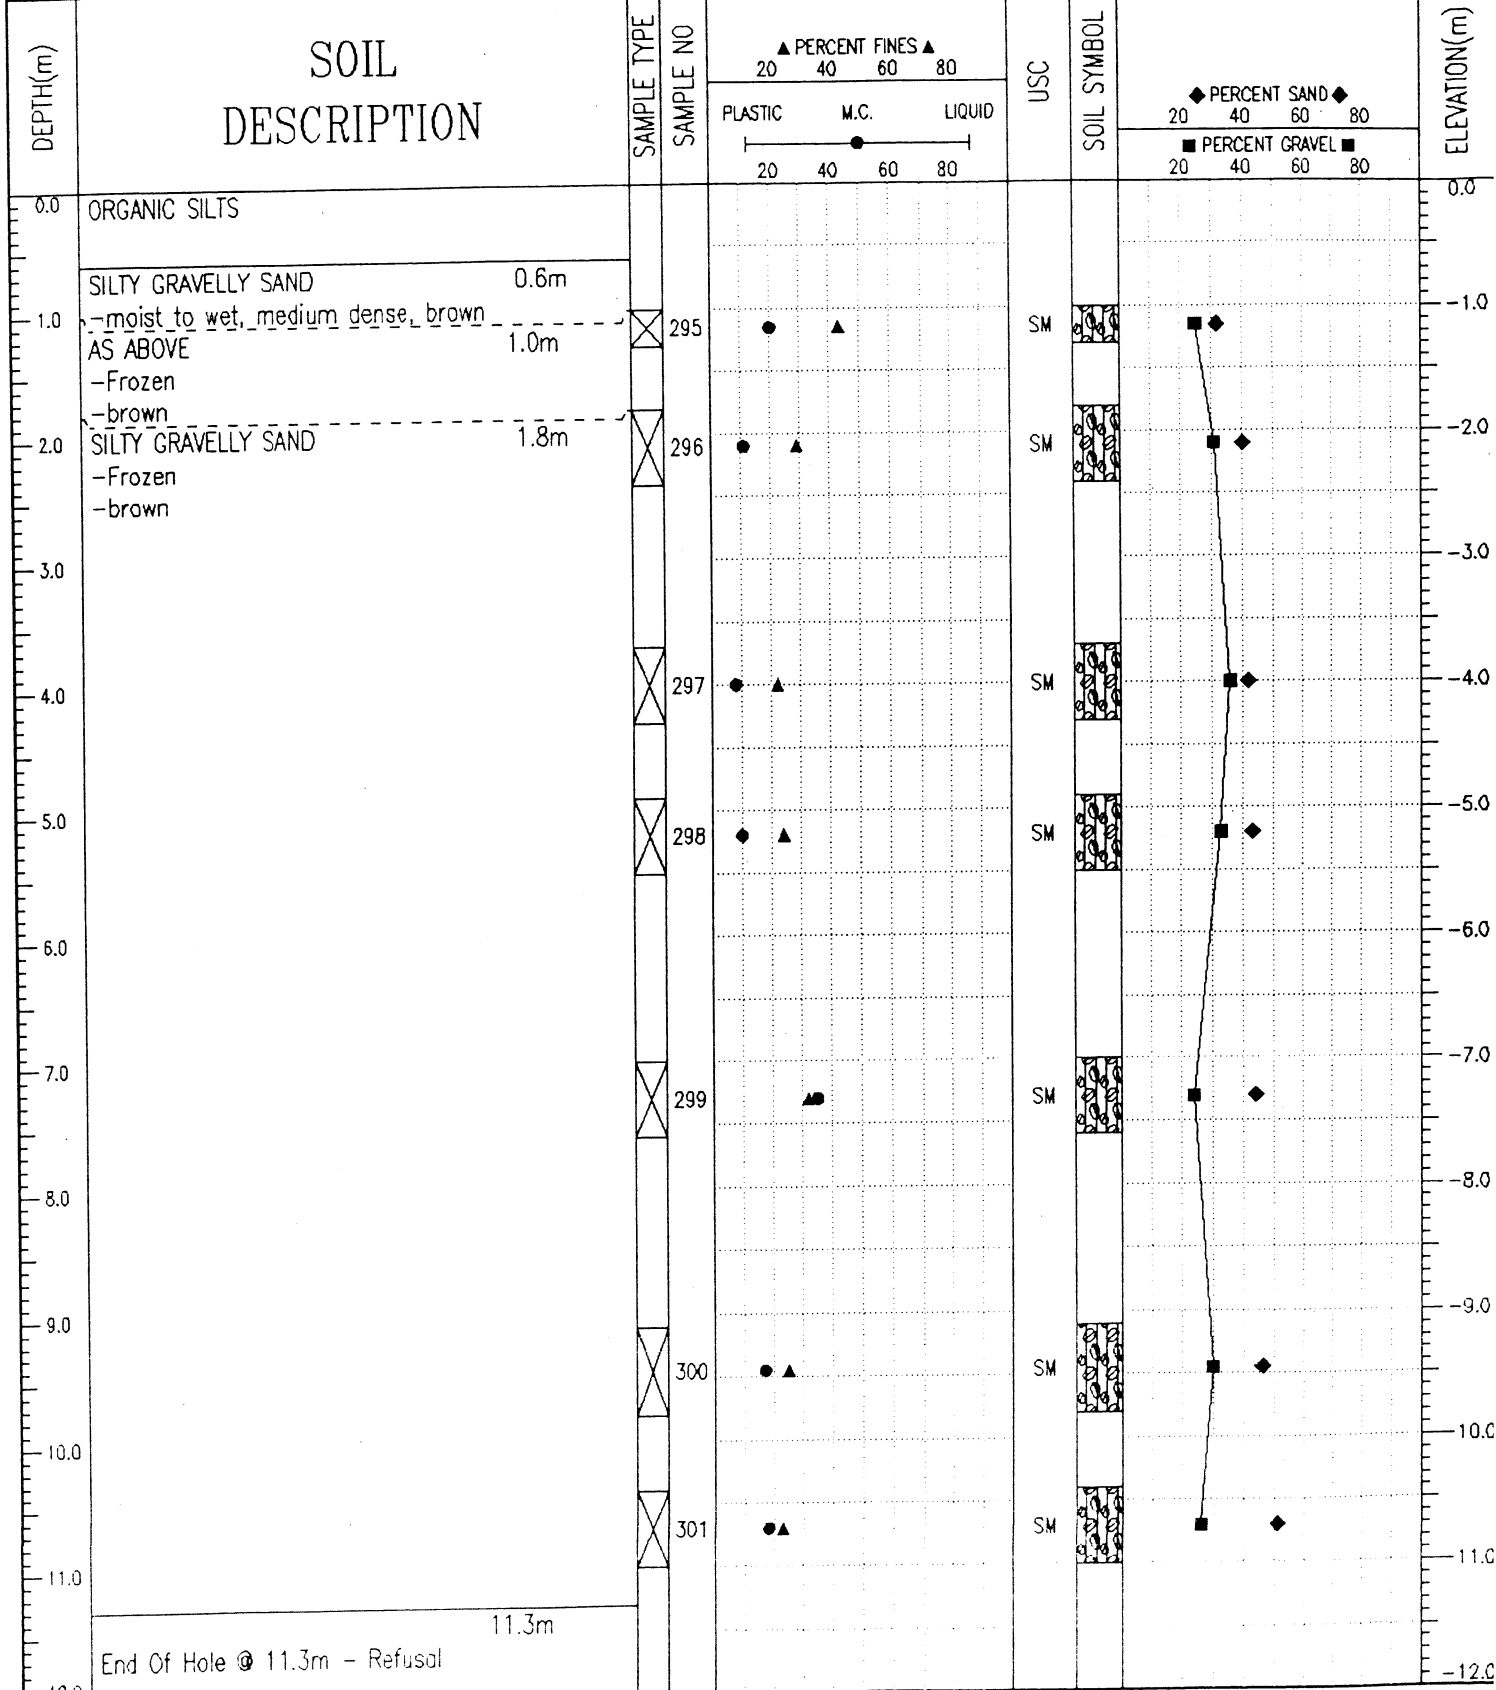 DEPTH(m)
SOIL
DESCRIPTION
SAMPLE TYPE
SAMPLE NO
▲ PERCENT FINES ▲
20 40 60 80
PLASTIC M.C. LIQUID
20 40 60 80
USC
SOIL SYMBOL
◆ PERCENT SAND ◆
20 40 60 80
■ PERCENT GRAVEL ■
20 40 60 80
ELEVATION(m)
0.0
ORGANIC SILTS
0.0
SILTY GRAVELLY SAND 0.6m
-moist to wet, medium dense, brown
1.0
295
SM
-1.0
AS ABOVE 1.0m
-Frozen
-brown
SILTY GRAVELLY SAND 1.8m
2.0
296
SM
-2.0
-Frozen
-brown
3.0
-3.0
4.0
297
SM
-4.0
5.0
298
SM
-5.0
6.0
-6.0
7.0
299
SM
-7.0
8.0
-8.0
9.0
-9.0
300
SM
10.0
-10.0
301
SM
11.0
-11.0
11.3m
End Of Hole @ 11.3m - Refusal
-12.0